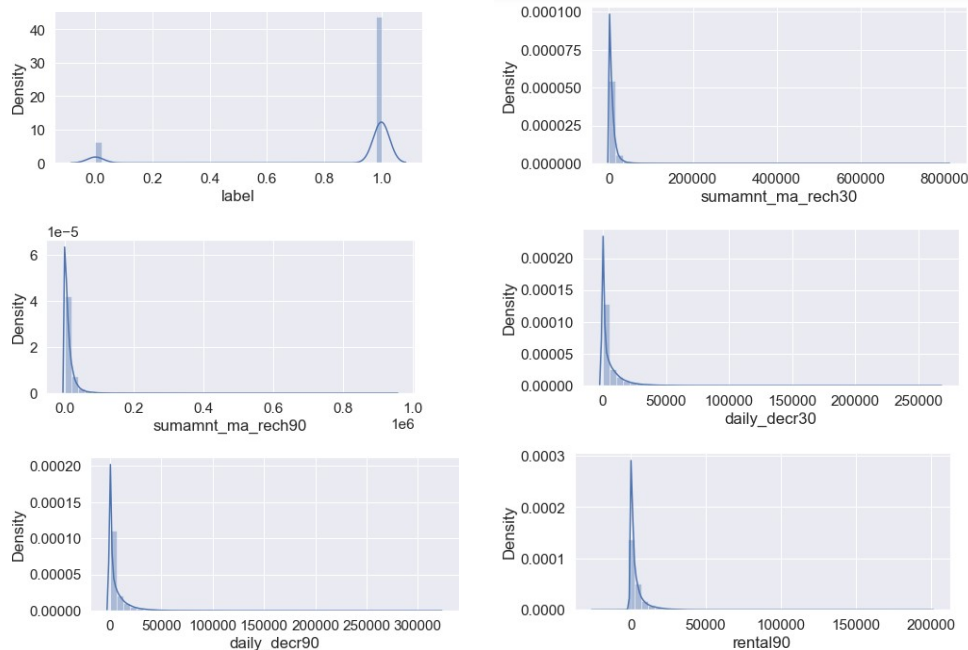 Density
40
30
20
10
0
0.0 0.2 0.4 0.6 0.8 1.0
label
Density
0.000100
0.000075
0.000050
0.000025
0.000000
0 200000 400000 600000 800000
sumamnt_ma_rech30
1e−5
Density
6
4
2
0
0.0 0.2 0.4 0.6 0.8 1.0
1e6
sumamnt_ma_rech90
Density
0.00020
0.00015
0.00010
0.00005
0.00000
0 50000 100000 150000 200000 250000
daily_decr30
Density
0.00020
0.00015
0.00010
0.00005
0.00000
0 50000 100000 150000 200000 250000 300000
daily_decr90
Density
0.0003
0.0002
0.0001
0.0000
0 50000 100000 150000 200000
rental90